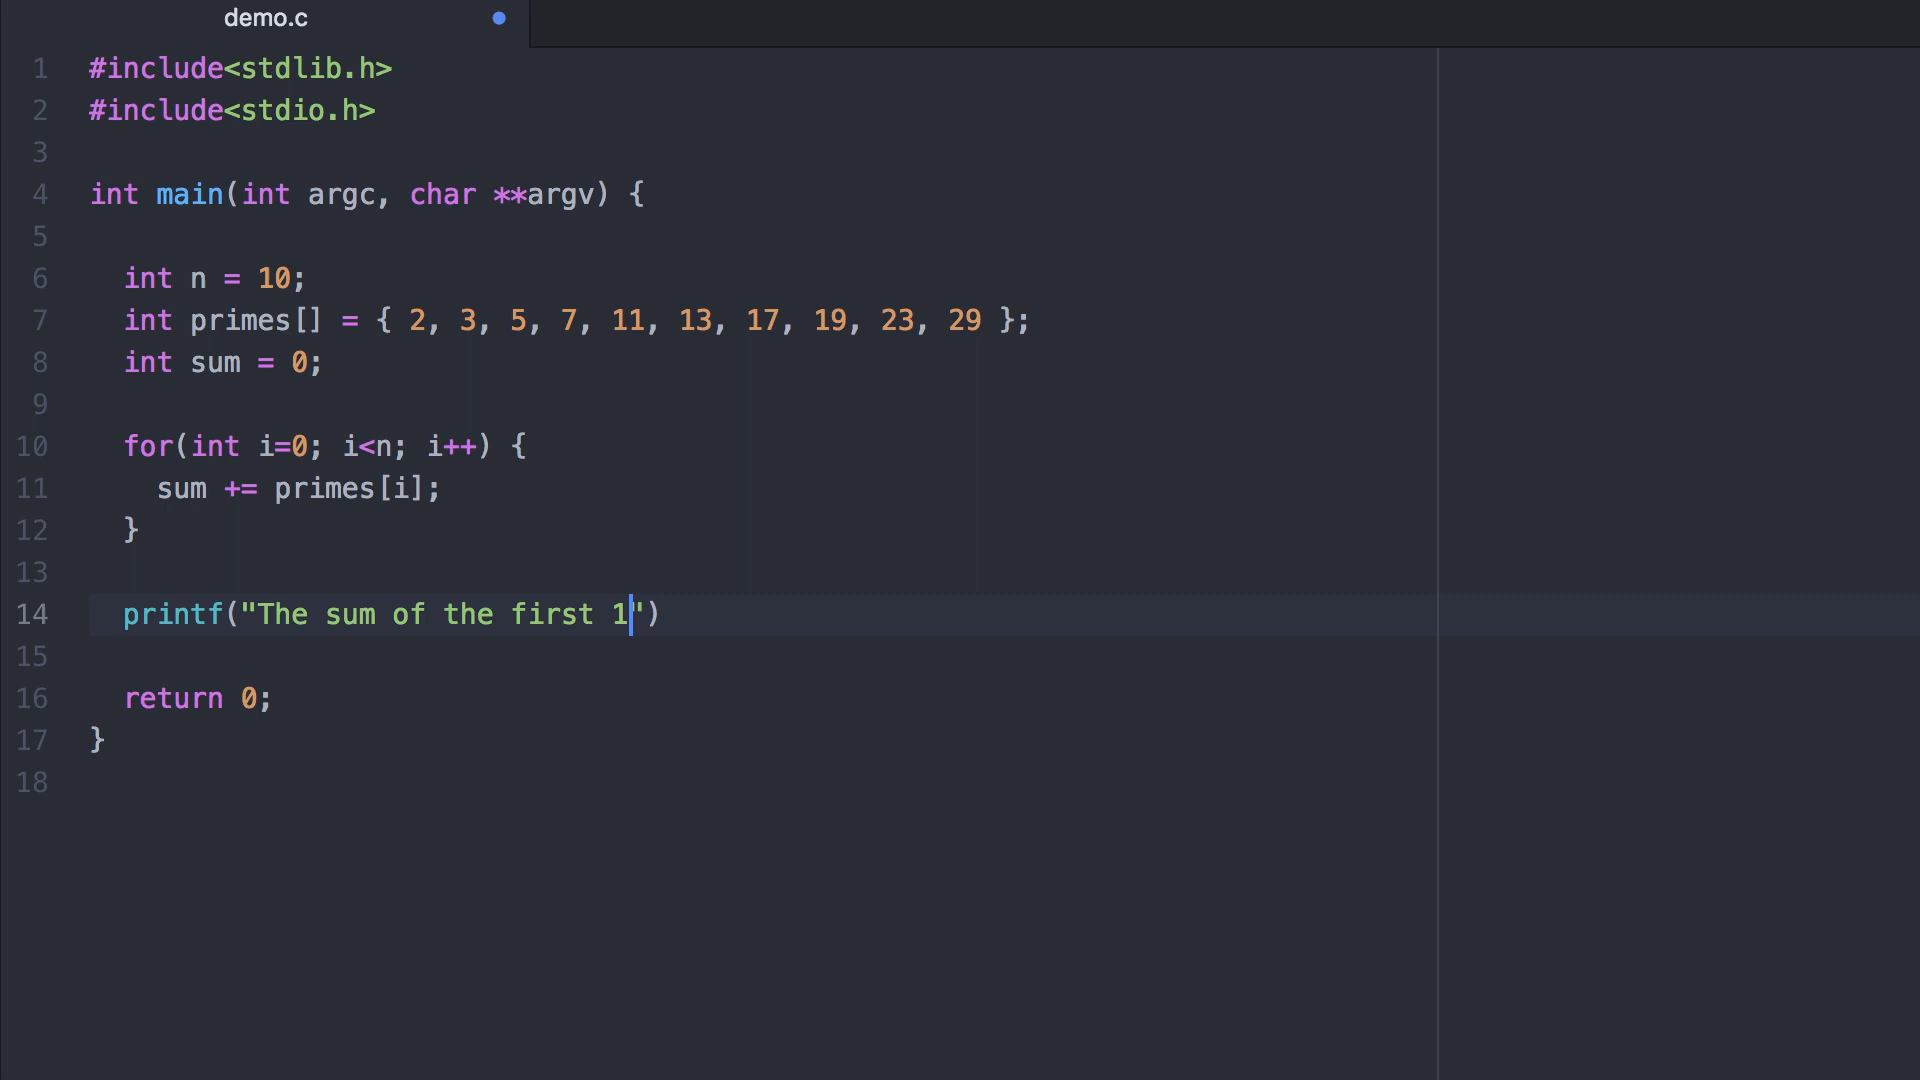 demo.c
1 #include<stdlib.h>
2 #include<stdio.h>
3
4 int main(int argc, char **argv) {
5
6   int n = 10;
7   int primes[] = { 2, 3, 5, 7, 11, 13, 17, 19, 23, 29 };
8   int sum = 0;
9
10   for(int i=0; i<n; i++) {
11     sum += primes[i];
12   }
13
14   printf("The sum of the first 1")
15
16   return 0;
17 }
18